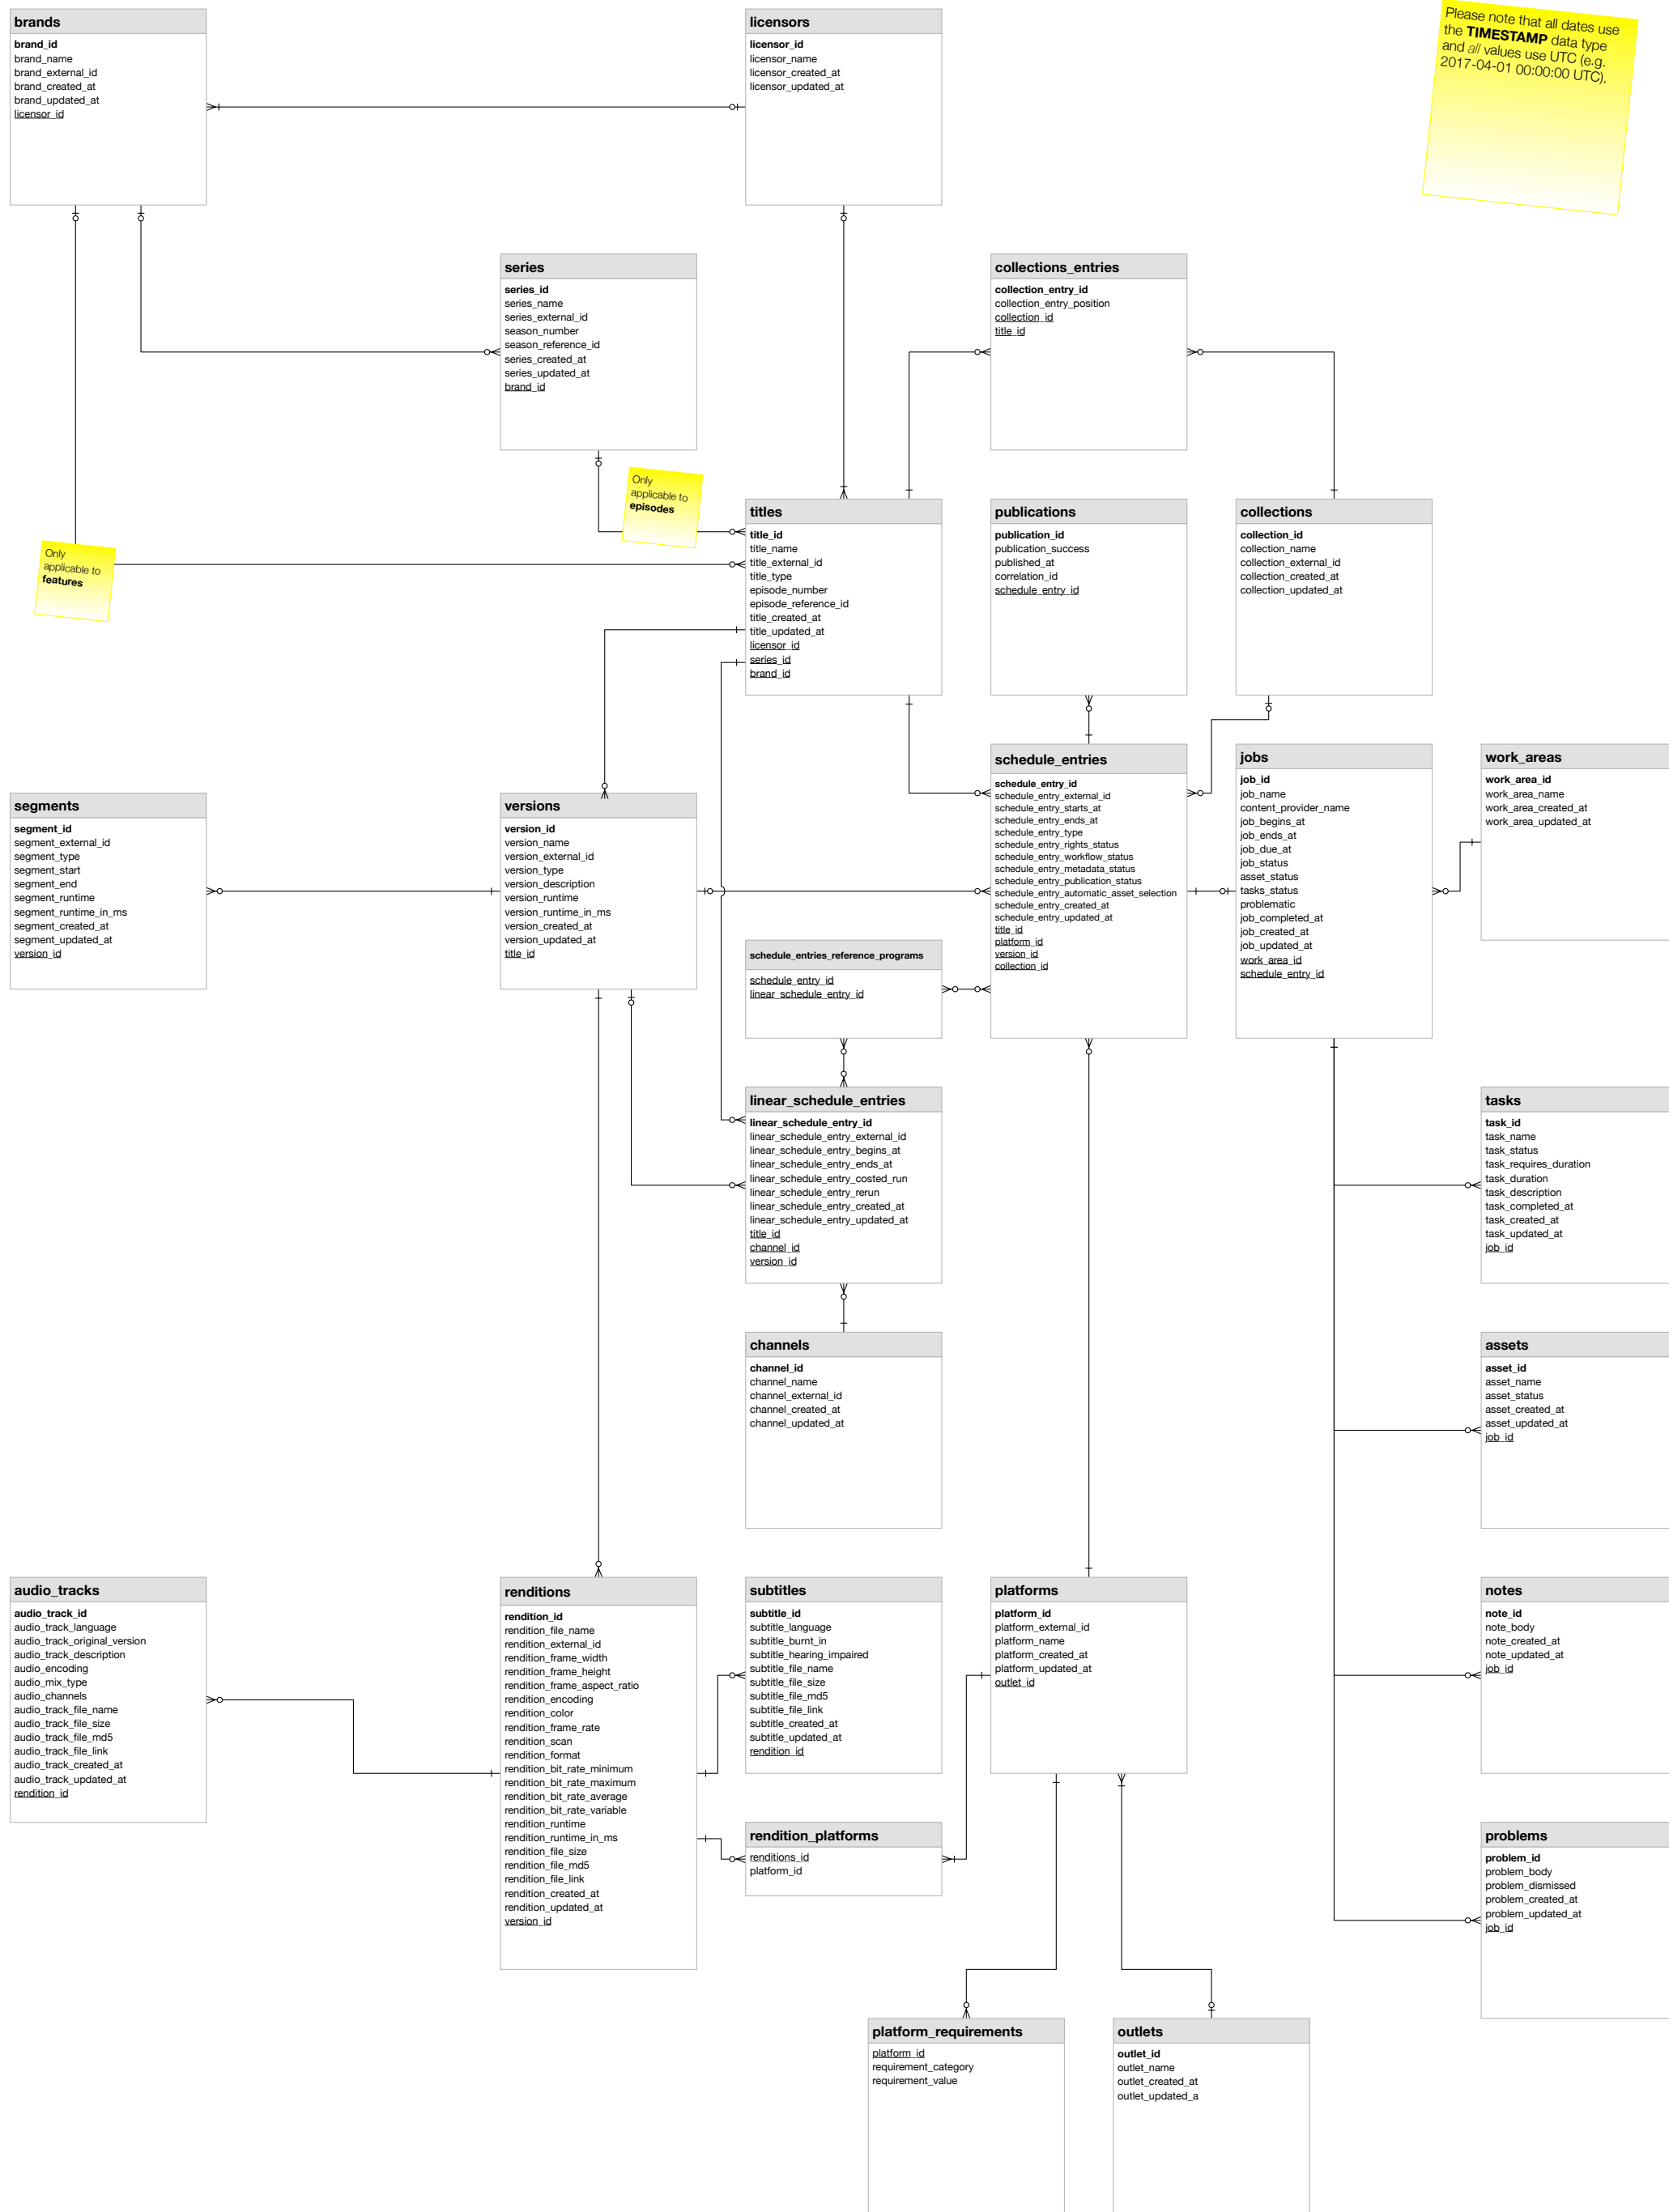 brands
brand_id
brand_name
brand_external_id
brand_created_at
brand_updated_at
licensor_id
licensors
licensor_id
licensor_name
licensor_created_at
licensor_updated_at
Please note that all dates use
the TIMESTAMP data type
and all values use UTC (e.g.
2017-04-01 00:00:00 UTC).
series
series_id
series_name
series_external_id
season_number
season_reference_id
series_created_at
series_updated_at
brand_id
collections_entries
collection_entry_id
collection_entry_position
collection_id
title_id
Only
applicable to
episodes
Only
applicable to
features
titles
title_id
title_name
title_external_id
title_type
episode_number
episode_reference_id
title_created_at
title_updated_at
licensor_id
series_id
brand_id
publications
publication_id
publication_success
published_at
correlation_id
schedule_entry_id
collections
collection_id
collection_name
collection_external_id
collection_created_at
collection_updated_at
segments
segment_id
segment_external_id
segment_type
segment_start
segment_end
segment_runtime
segment_runtime_in_ms
segment_created_at
segment_updated_at
version_id
versions
version_id
version_name
version_external_id
version_type
version_description
version_runtime
version_runtime_in_ms
version_created_at
version_updated_at
title_id
schedule_entries
schedule_entry_id
schedule_entry_external_id
schedule_entry_starts_at
schedule_entry_ends_at
schedule_entry_type
schedule_entry_rights_status
schedule_entry_workflow_status
schedule_entry_metadata_status
schedule_entry_publication_status
schedule_entry_automatic_asset_selection
schedule_entry_created_at
schedule_entry_updated_at
title_id
platform_id
version_id
collection_id
jobs
job_id
job_name
content_provider_name
job_begins_at
job_ends_at
job_due_at
job_status
asset_status
tasks_status
problematic
job_completed_at
job_created_at
job_updated_at
work_area_id
schedule_entry_id
work_areas
work_area_id
work_area_name
work_area_created_at
work_area_updated_at
schedule_entries_reference_programs
schedule_entry_id
linear_schedule_entry_id
linear_schedule_entries
linear_schedule_entry_id
linear_schedule_entry_external_id
linear_schedule_entry_begins_at
linear_schedule_entry_ends_at
linear_schedule_entry_costed_run
linear_schedule_entry_rerun
linear_schedule_entry_created_at
linear_schedule_entry_updated_at
title_id
channel_id
version_id
tasks
task_id
task_name
task_status
task_requires_duration
task_duration
task_description
task_completed_at
task_created_at
task_updated_at
job_id
channels
channel_id
channel_name
channel_external_id
channel_created_at
channel_updated_at
assets
asset_id
asset_name
asset_status
asset_created_at
asset_updated_at
job_id
audio_tracks
audio_track_id
audio_track_language
audio_track_original_version
audio_track_description
audio_encoding
audio_mix_type
audio_channels
audio_track_file_name
audio_track_file_size
audio_track_file_md5
audio_track_file_link
audio_track_created_at
audio_track_updated_at
rendition_id
renditions
rendition_id
rendition_file_name
rendition_external_id
rendition_frame_width
rendition_frame_height
rendition_frame_aspect_ratio
rendition_encoding
rendition_color
rendition_frame_rate
rendition_scan
rendition_format
rendition_bit_rate_minimum
rendition_bit_rate_maximum
rendition_bit_rate_average
rendition_bit_rate_variable
rendition_runtime
rendition_runtime_in_ms
rendition_file_size
rendition_file_md5
rendition_file_link
rendition_created_at
rendition_updated_at
version_id
subtitles
subtitle_id
subtitle_language
subtitle_burnt_in
subtitle_hearing_impaired
subtitle_file_name
subtitle_file_size
subtitle_file_md5
subtitle_file_link
subtitle_created_at
subtitle_updated_at
rendition_id
platforms
platform_id
platform_external_id
platform_name
platform_created_at
platform_updated_at
outlet_id
notes
note_id
note_body
note_created_at
note_updated_at
job_id
rendition_platforms
renditions_id
platform_id
problems
problem_id
problem_body
problem_dismissed
problem_created_at
problem_updated_at
job_id
platform_requirements
platform_id
requirement_category
requirement_value
outlets
outlet_id
outlet_name
outlet_created_at
outlet_updated_a